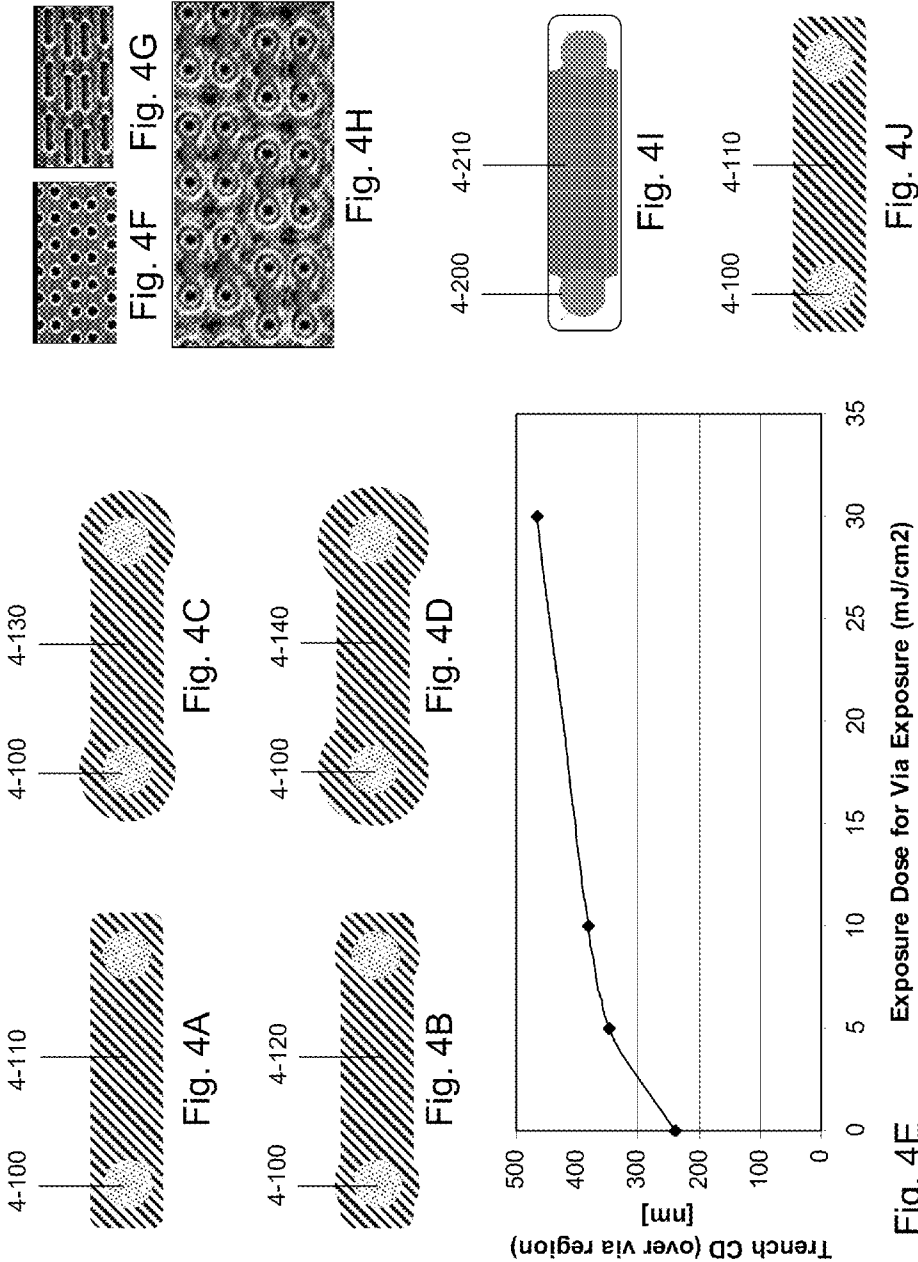 4-100
4-110
Fig. 4A
4-100
4-120
Fig. 4B
4-100
4-130
Fig. 4C
4-100
4-140
Fig. 4D
Trench CD (over via region)
[nm]
500
400
300
200
100
0
0
5
10
15
20
25
30
35
Exposure Dose for Via Exposure (mJ/cm2)
Fig. 4E
Fig. 4F
Fig. 4G
Fig. 4H
4-200
4-210
Fig. 4I
4-100
4-110
Fig. 4J